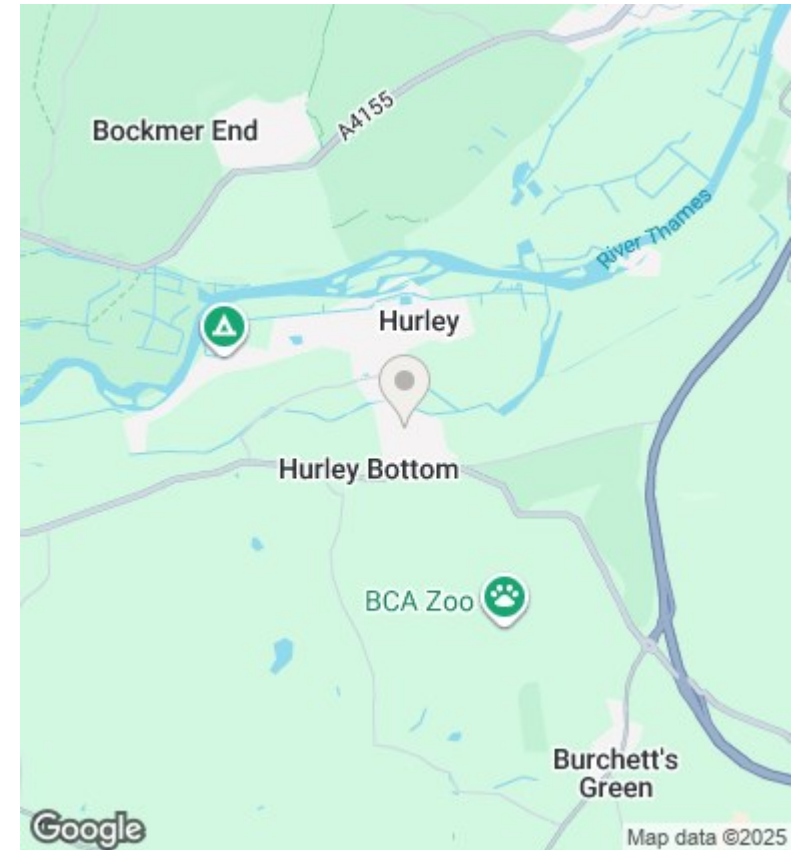 Bockmer End
A4155
River Thames
Hurley
Hurley Bottom
BCA Zoo
Burchett's
Green
Google
Map data ©2025